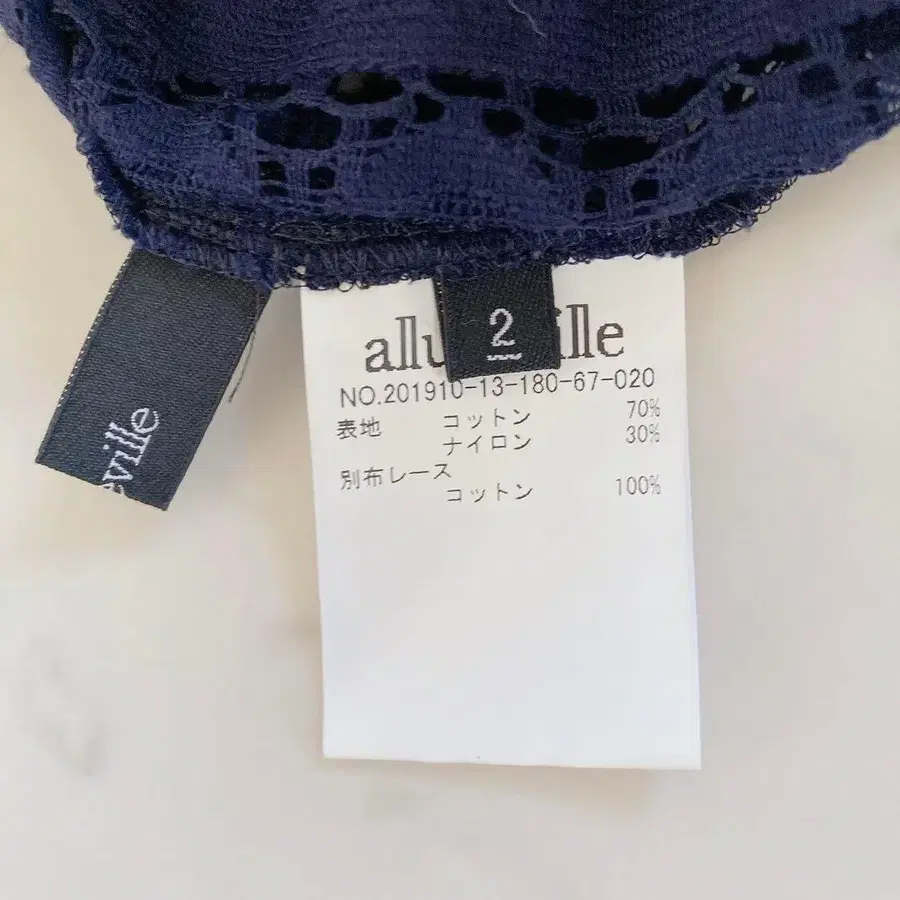 allu ille
2
NO.201910-13-180-67-020
表地 コットン 70%
ナイロン 30%
別布レース
コットン 100%
eville